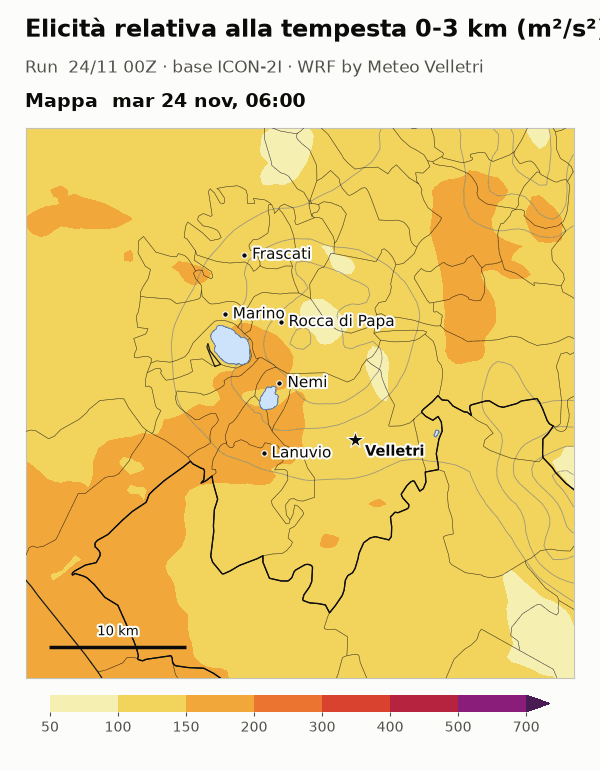 Elicità relativa alla tempesta 0-3 km (m²/s²)
Run  24/11 00Z · base ICON-2I · WRF by Meteo Velletri
Mappa  mar 24 nov, 06:00
Frascati
Marino
Rocca di Papa
Nemi
Velletri
Lanuvio
10 km
50 100 150 200 300 400 500 700